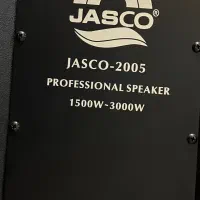 JASCO®
JASCO-2005
PROFESSIONAL SPEAKER
1500W~3000W